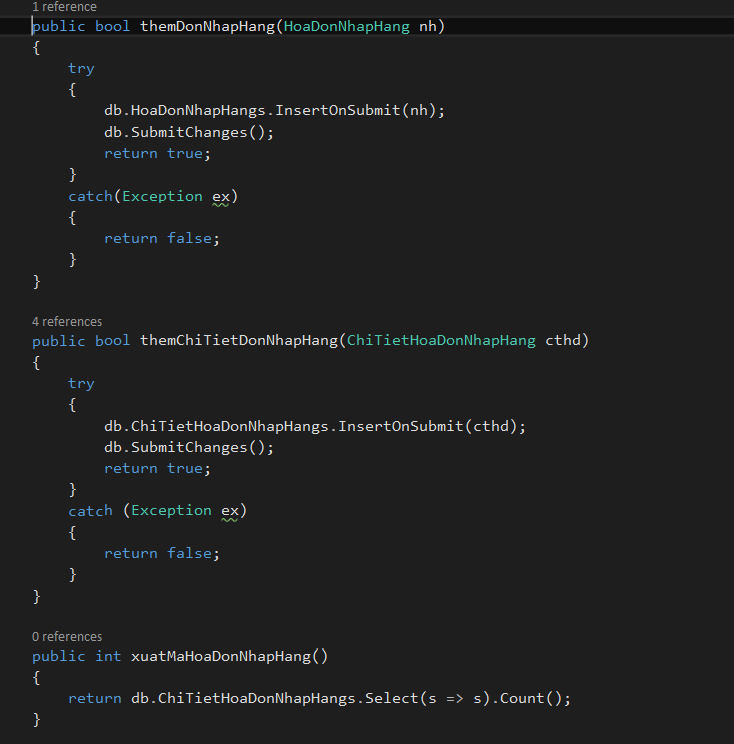 1 reference
public bool themDonNhapHang(HoaDonNhapHang nh)
{
try
{
db.HoaDonNhapHangs.InsertOnSubmit(nh);
db.SubmitChanges();
return true;
}
catch(Exception ex)
{
return false;
}
}
4 references
public bool themChiTietDonNhapHang(ChiTietHoaDonNhapHang cthd)
{
try
{
db.ChiTietHoaDonNhapHangs.InsertOnSubmit(cthd);
db.SubmitChanges();
return true;
}
catch (Exception ex)
{
return false;
}
}
0 references
public int xuatMaHoaDonNhapHang()
{
return db.ChiTietHoaDonNhapHangs.Select(s => s).Count();
}